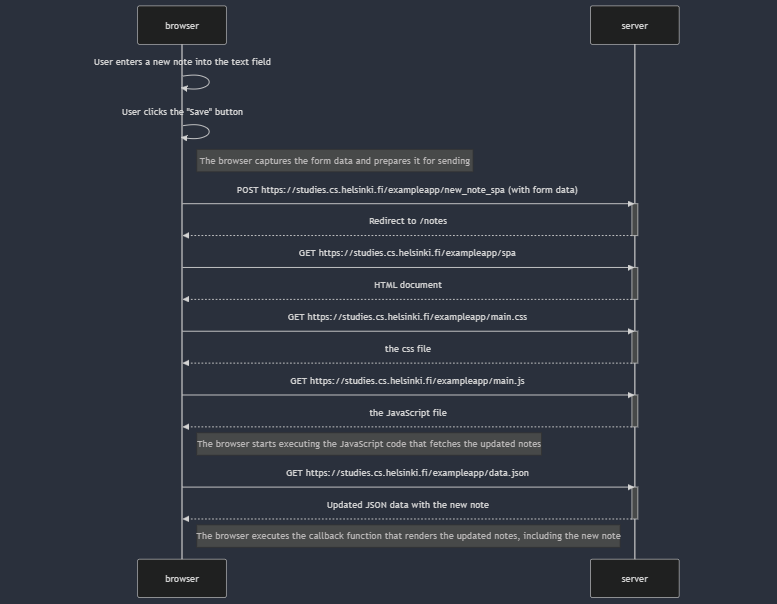 browser
server
User enters a new note into the text field
User clicks the "Save" button
The browser captures the form data and prepares it for sending
POST https://studies.cs.helsinki.fi/exampleapp/new_note_spa (with form data)
Redirect to /notes
GET https://studies.cs.helsinki.fi/exampleapp/spa
HTML document
GET https://studies.cs.helsinki.fi/exampleapp/main.css
the css file
GET https://studies.cs.helsinki.fi/exampleapp/main.js
the JavaScript file
The browser starts executing the JavaScript code that fetches the updated notes
GET https://studies.cs.helsinki.fi/exampleapp/data.json
Updated JSON data with the new note
The browser executes the callback function that renders the updated notes, including the new note
browser
server